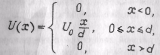 0, x<0,
U(x)= { U₀ x/d, 0≤x≤d,
0, x>d